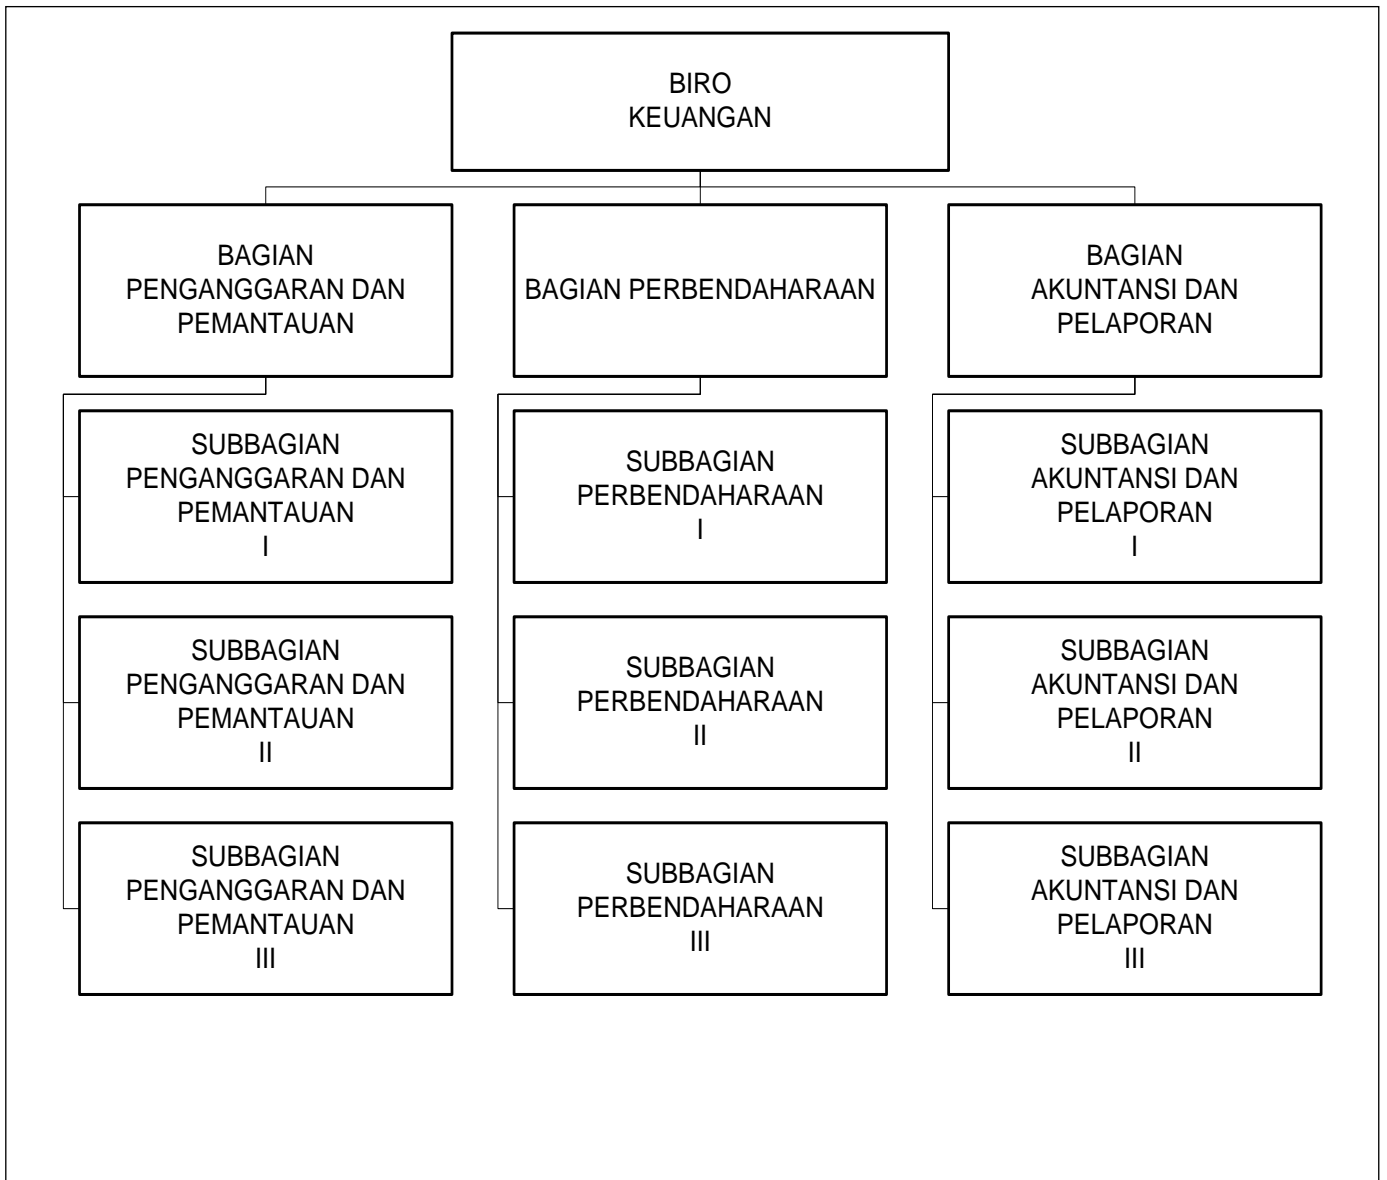 BIRO
KEUANGAN
BAGIAN
PENGANGGARAN DAN
PEMANTAUAN
BAGIAN PERBENDAHARAAN
BAGIAN
AKUNTANSI DAN
PELAPORAN
SUBBAGIAN
PENGANGGARAN DAN
PEMANTAUAN
I
SUBBAGIAN
PERBENDAHARAAN
I
SUBBAGIAN
AKUNTANSI DAN
PELAPORAN
I
SUBBAGIAN
PENGANGGARAN DAN
PEMANTAUAN
II
SUBBAGIAN
PERBENDAHARAAN
II
SUBBAGIAN
AKUNTANSI DAN
PELAPORAN
II
SUBBAGIAN
PENGANGGARAN DAN
PEMANTAUAN
III
SUBBAGIAN
PERBENDAHARAAN
III
SUBBAGIAN
AKUNTANSI DAN
PELAPORAN
III